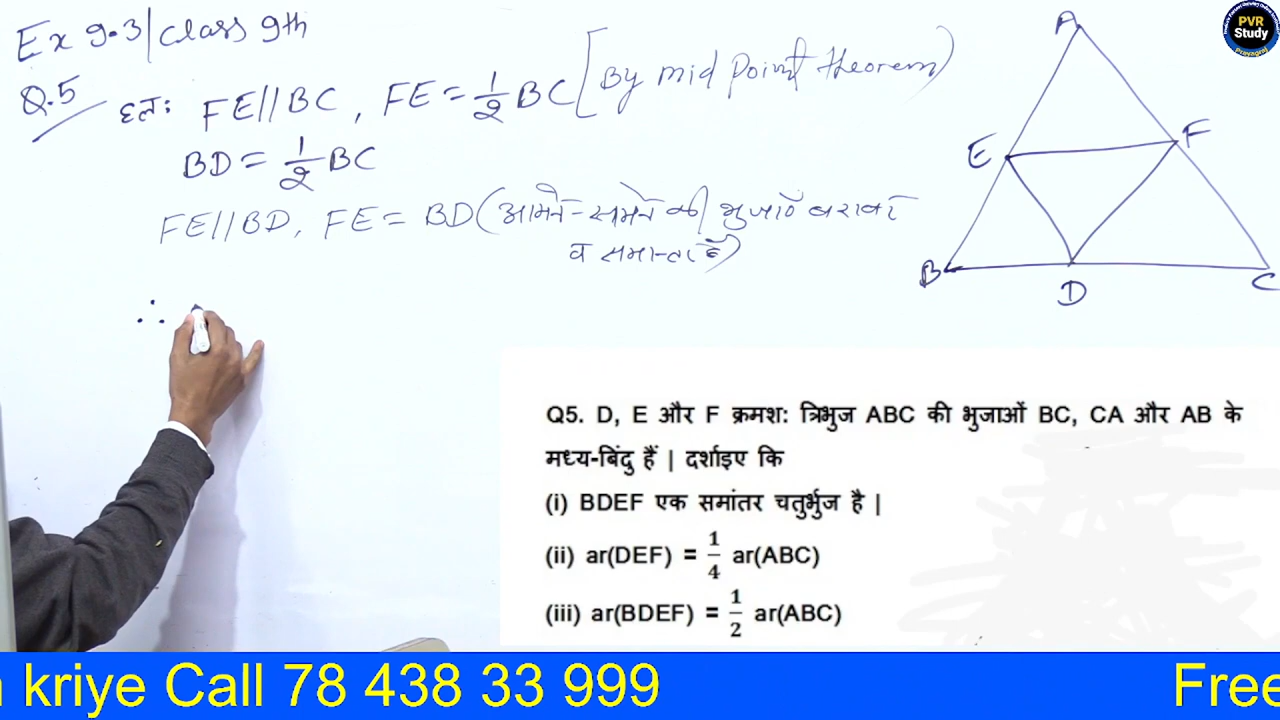 Ex 9.3 | Class 9th
Q.5
हल: FE//BC, FE = 1/2 BC [By mid point theorem)
BD = 1/2 BC
FE//BD, FE = BD (आमने-सामने की भुजाएँ बराबर
व समान्तर हैं)
∴
A
E
F
B
D
C
PVR
Study
Prayagraj
Q5. D, E और F क्रमश: त्रिभुज ABC की भुजाओं BC, CA और AB के
मध्य-बिंदु हैं | दर्शाइए कि
(i) BDEF एक समांतर चतुर्भुज है |
(ii) ar(DEF) = 1/4 ar(ABC)
(iii) ar(BDEF) = 1/2 ar(ABC)
kriye Call 78 438 33 999
Free